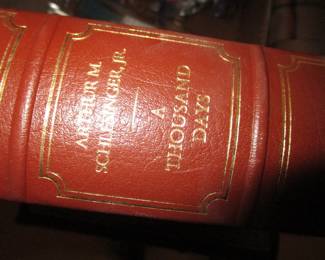 ARTHUR M.
SCHLESINGER, JR.
A
THOUSAND
DAYS